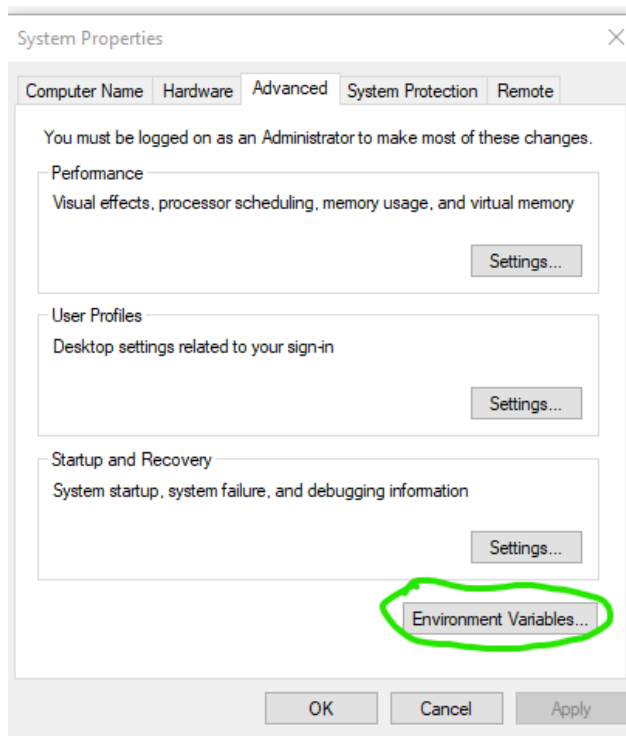 System Properties
Computer Name Hardware Advanced System Protection Remote
You must be logged on as an Administrator to make most of these changes.
Performance
Visual effects, processor scheduling, memory usage, and virtual memory
Settings...
User Profiles
Desktop settings related to your sign-in
Settings...
Startup and Recovery
System startup, system failure, and debugging information
Settings...
Environment Variables...
OK Cancel Apply